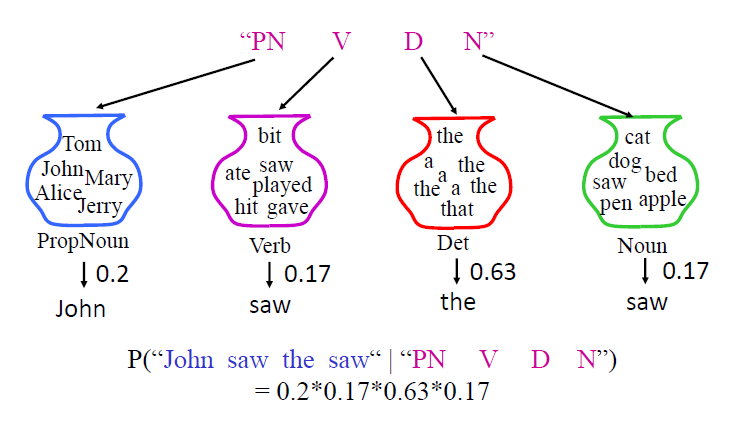 “PN V D N”
Tom
John Mary
Alice
Jerry
bit
ate saw
played
hit gave
the
a the
a
the a the
that
cat
dog
saw bed
pen apple
PropNoun Verb Det Noun
0.2 0.17 0.63 0.17
John saw the saw
P(“John saw the saw“ | “PN V D N”)
= 0.2*0.17*0.63*0.17